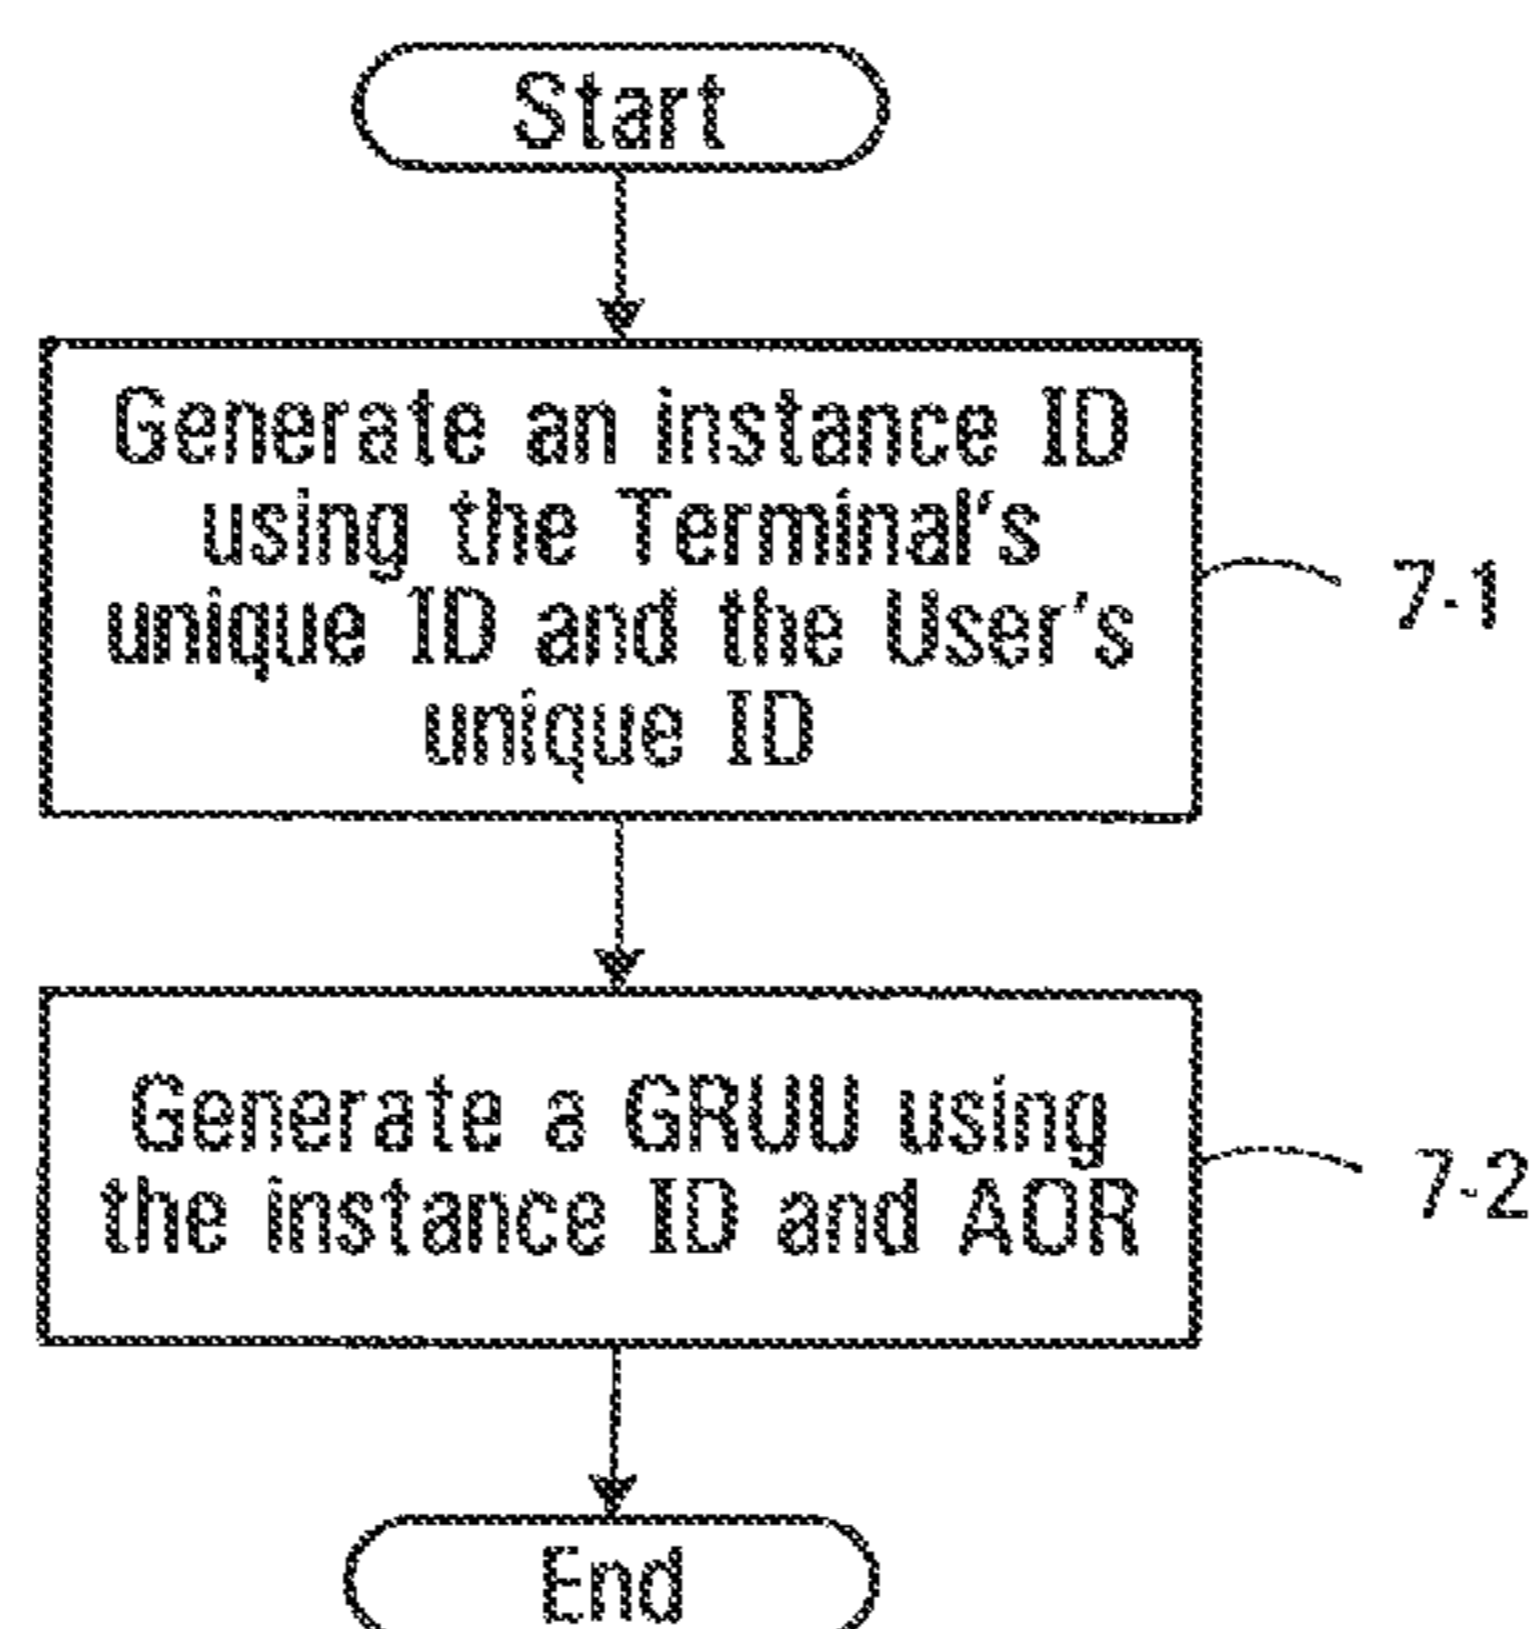 Start
Generate an instance ID
using the Terminal's
unique ID and the User's
unique ID
7-1
Generate a GRUU using
the instance ID and AOR
7-2
End